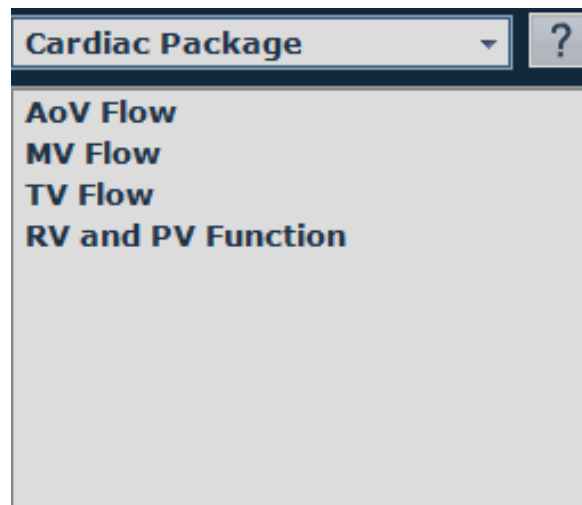 Cardiac Package
?
AoV Flow
MV Flow
TV Flow
RV and PV Function